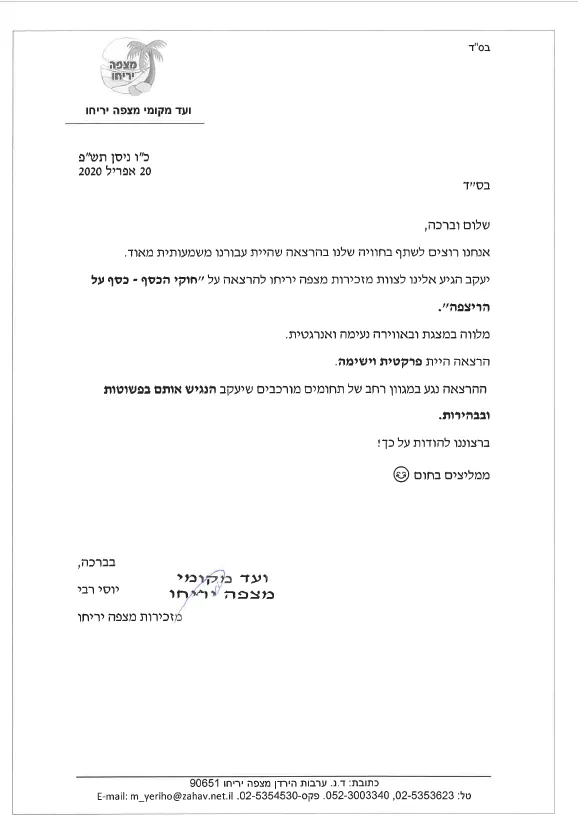 בס"ד
מצפה
יריחו
ועד מקומי מצפה יריחו
כ"ו ניסן תש"פ
20 אפריל 2020
בס״ד
שלום וברכה,
אנחנו רוצים לשתף בחוויה שלנו בהרצאה שהיית עבורנו משמעותית מאוד.
יעקב הגיע אלינו לצוות מזכירות מצפה יריחו להרצאה על ״חוקי הכסף - כסף על
הריצפה״.
מלווה במצגת ובאווירה נעימה ואנרגטית.
הרצאה היית פרקטית וישימה.
ההרצאה נגע במגוון רחב של תחומים מורכבים שיעקב הנגיש אותם בפשוטות
ובבהירות.
ברצוננו להודות על כך!
ממליצים בחום
בברכה,
יוסי רבי
מזכירות מצפה יריחו
ועד מקומי
מצפה יריחו
כתובת: ד.נ. ערבות הירדן מצפה יריחו 90651
טל: 02-5353623, 052-3003340. פקס-02-5354530. E-mail: m_yeriho@zahav.net.il